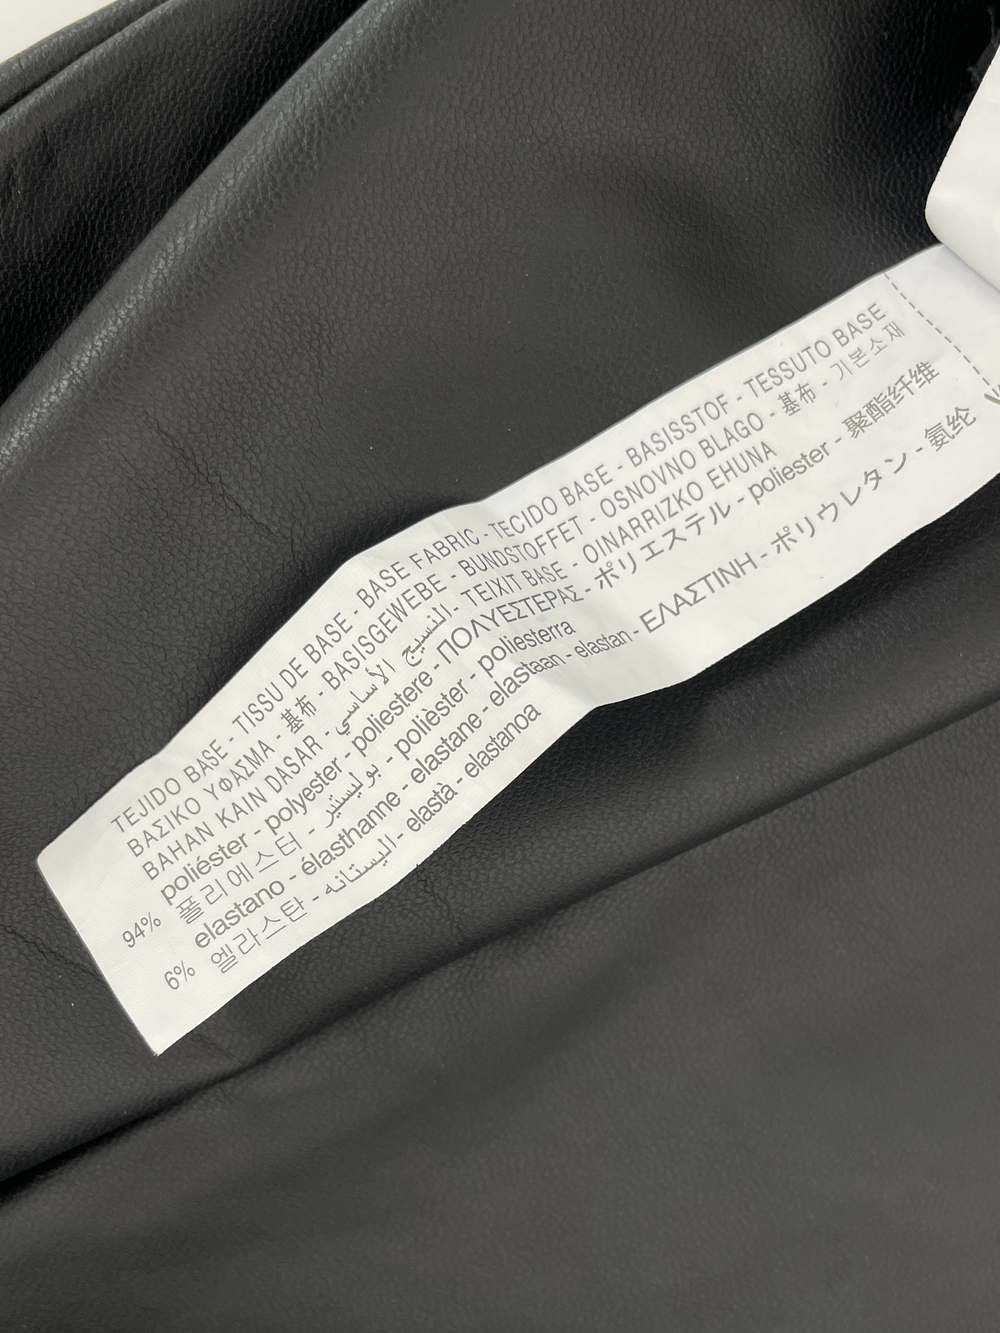 TEJIDO BASE - TISSU DE BASE - BASE FABRIC - TECIDO BASE - BASISSTOF - TESSUTO BASE
ΒΑΣΙΚΟ ΥΦΑΣΜΑ - 基布 - BASISGEWEBE - BUNDSTOFFET - OSNOVNO BLAGO - 基布 - 기본소재
BAHAN KAIN DASAR - النسيج الأساسي - TEIXIT BASE - OINARRIZKO EHUNA
94% poliéster - polyester - poliestere - ΠΟΛΥΕΣΤΕΡΑΣ - ポリエステル - poliester - 聚酯纤维
폴리에스터 - بوليستير - polièster - poliesterra
6% elastano - élasthanne - elastane - elastaan - elastan - ΕΛΑΣΤΙΝΗ - ポリウレタン - 氨纶
엘라스탄 - اليستانه - elastà - elastanoa